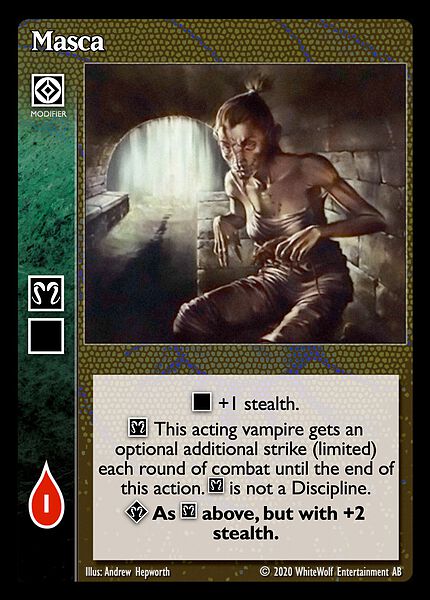 Masca
MODIFIER
+1 stealth.
This acting vampire gets an
optional additional strike (limited)
each round of combat until the end of
this action. is not a Discipline.
As above, but with +2
stealth.
1
Illus: Andrew Hepworth © 2020 WhiteWolf Entertainment AB